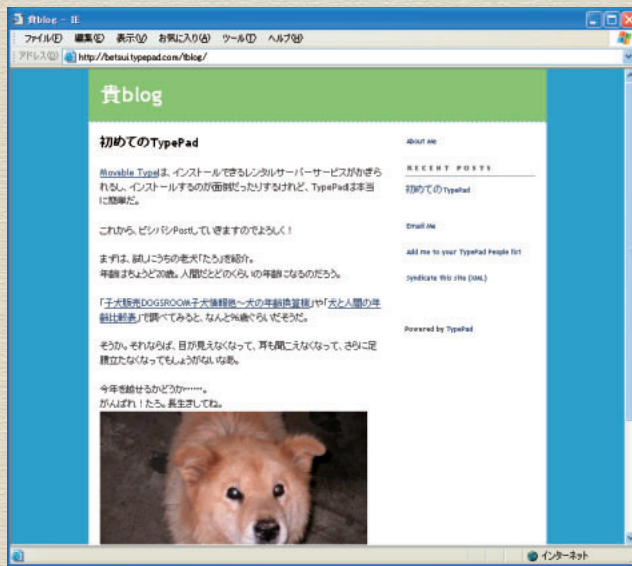 貴blog - IE
ファイル(F) 編集(E) 表示(V) お気に入り(A) ツール(T) ヘルプ(H)
アドレス(D) http://betsui.typepad.com/tblog/
貴blog
初めてのTypePad
Movable Typeは、インストールできるレンタルサーバーサービスがかぎら
れるし、インストールするのが面倒だったりするけれど、TypePadは本当
に簡単だ。
これから、ビシバシPostしていきますのでよろしく！
まずは、試しにうちの老犬「たろ」を紹介。
年齢はちょうど20歳。人間だとどのくらいの年齢になるのだろう。
「子犬販売DOGSROOM子犬情報他～犬の年齢換算機」や「犬と人間の年
齢比較表」で調べてみると、なんと96歳ぐらいだそうだ。
そうか。それならば、目が見えなくなって、耳も聞こえなくなって、さらに足
腰立たなくなってもしょうがないなあ。
今年を越せるかどうか……。
がんばれ！たろ。長生きしてね。
About Me
RECENT POSTS
初めてのTypePad
Email Me
Add me to your TypePad People list
Syndicate this site (XML)
Powered by TypePad
インターネット